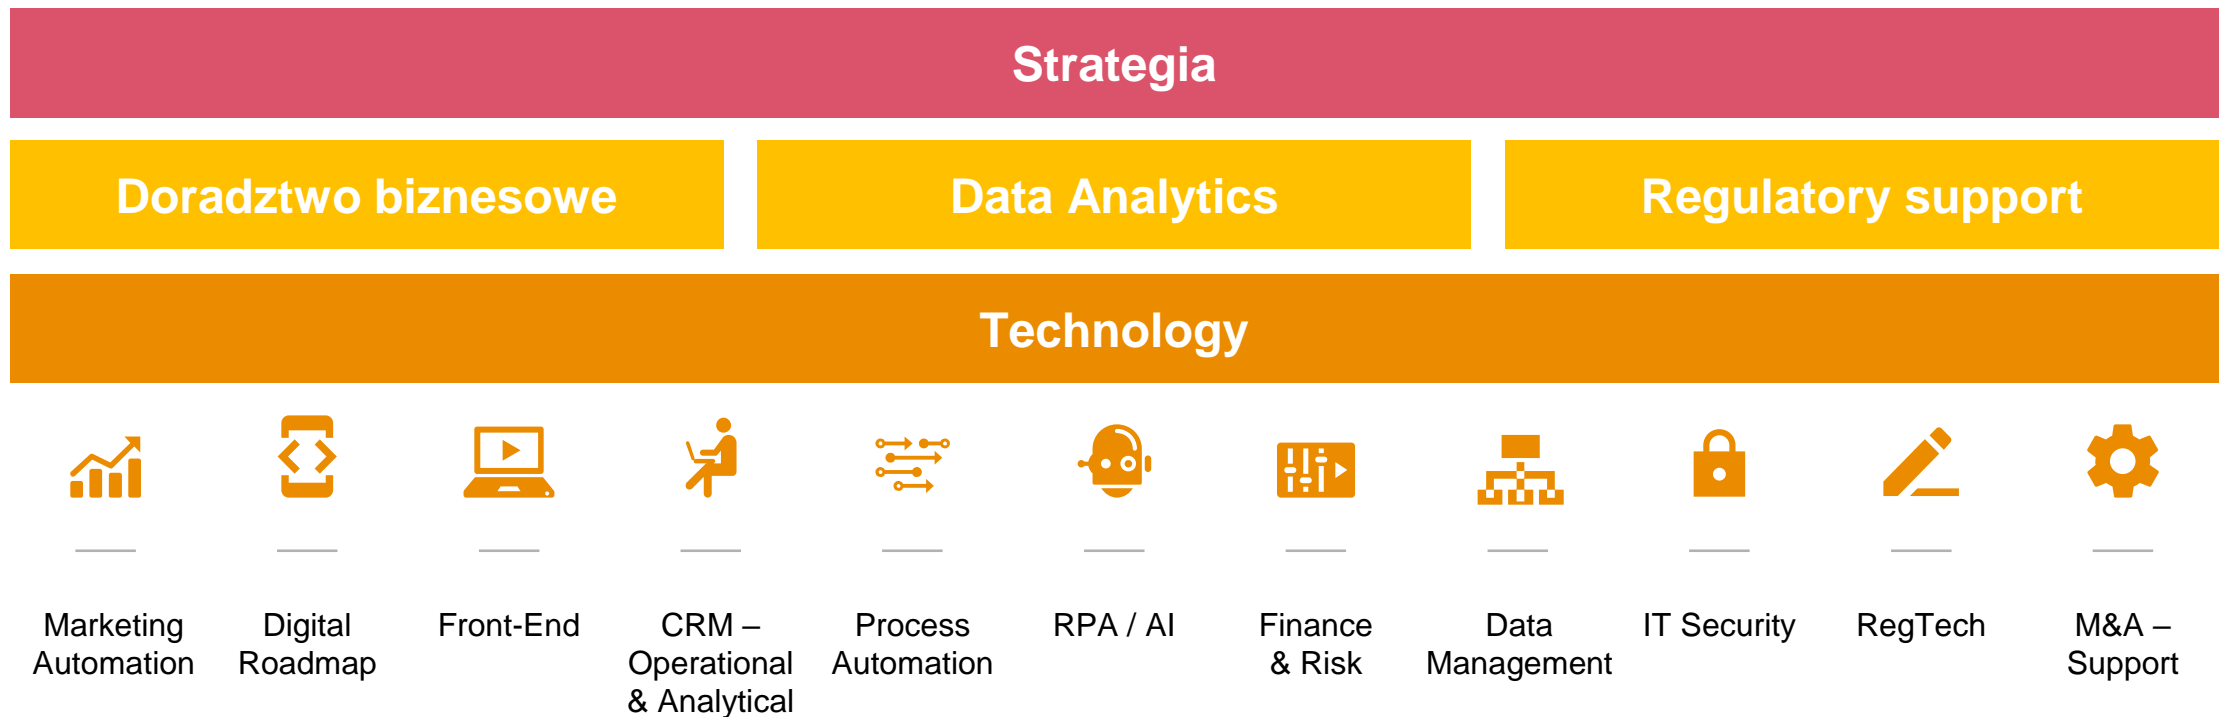 Strategia
Doradztwo biznesowe
Data Analytics
Regulatory support
Technology
Marketing
Automation
Digital
Roadmap
Front-End
CRM –
Operational
& Analytical
Process
Automation
RPA / AI
Finance
& Risk
Data
Management
IT Security
RegTech
M&A –
Support